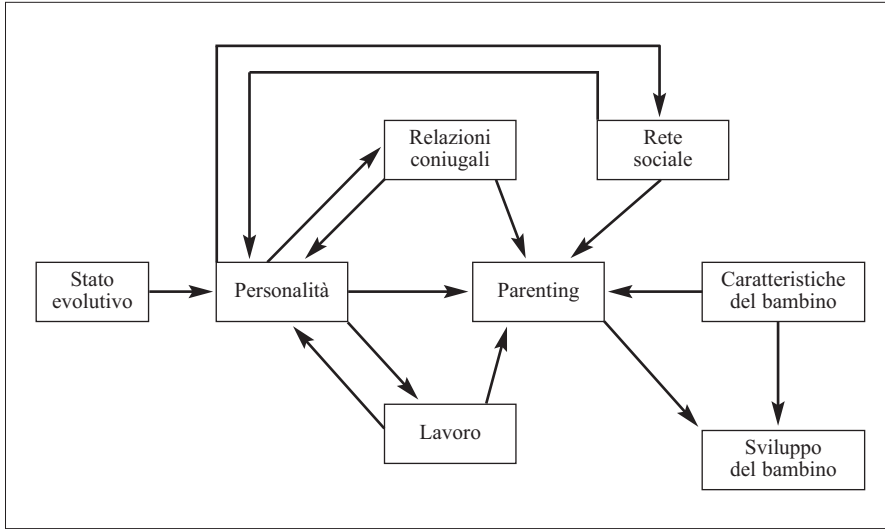 Relazioni
coniugali
Rete
sociale
Stato
evolutivo
Personalità
Parenting
Caratteristiche
del bambino
Lavoro
Sviluppo
del bambino